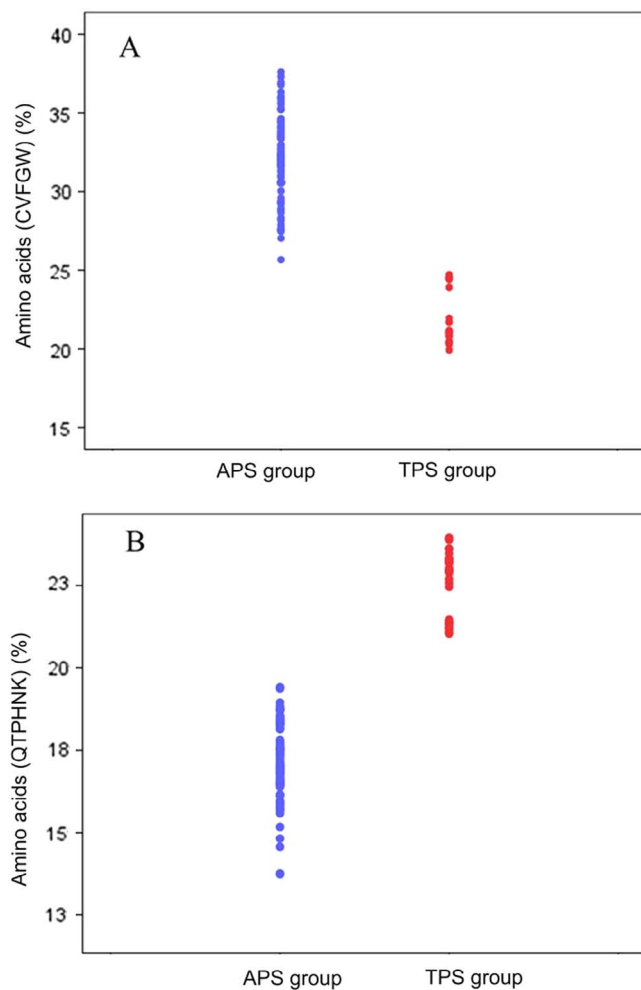 A
Amino acids (CVFGW) (%)
40
35
30
25
20
15
APS group TPS group
B
Amino acids (QTPHNK) (%)
23
20
18
15
13
APS group TPS group